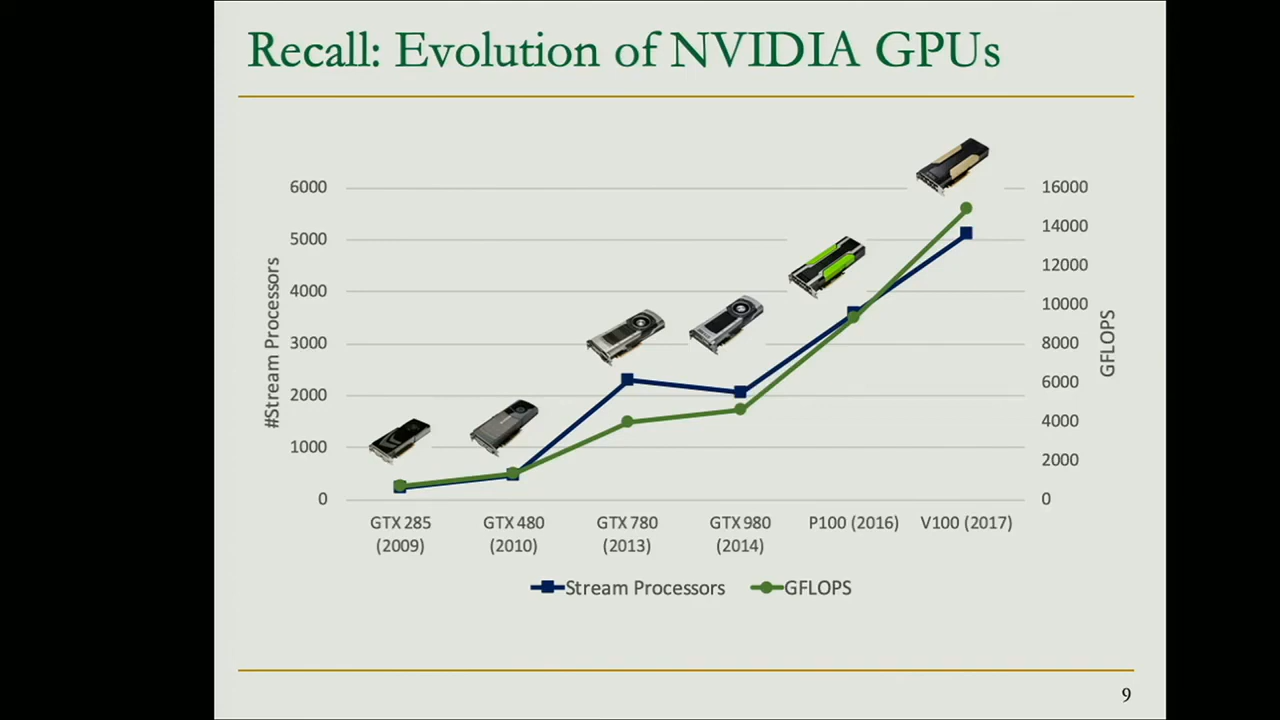 Recall: Evolution of NVIDIA GPUs
6000
5000
4000
3000
2000
1000
0
#Stream Processors
16000
14000
12000
10000
8000
6000
4000
2000
0
GFLOPS
GTX 285 (2009)
GTX 480 (2010)
GTX 780 (2013)
GTX 980 (2014)
P100 (2016)
V100 (2017)
Stream Processors
GFLOPS
9